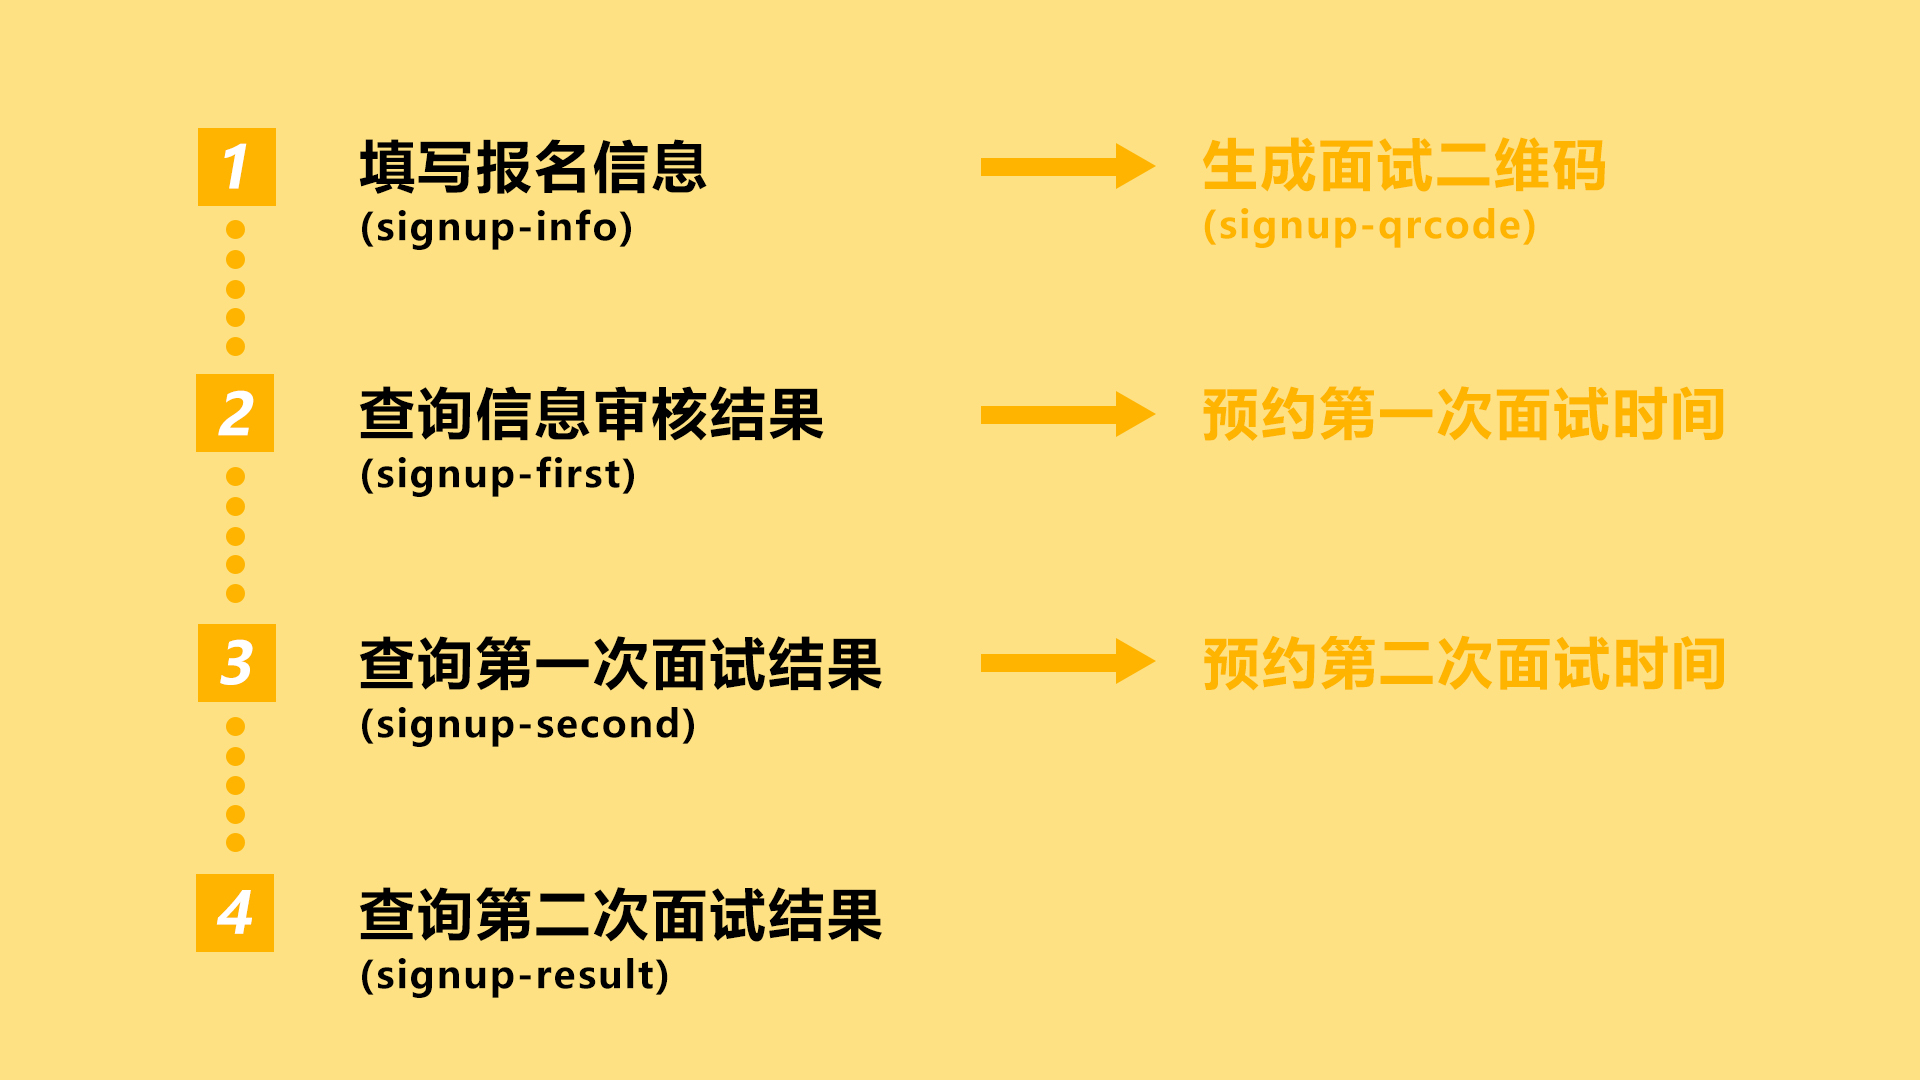 1
填写报名信息
(signup-info)
生成面试二维码
(signup-qrcode)
2
查询信息审核结果
(signup-first)
预约第一次面试时间
3
查询第一次面试结果
(signup-second)
预约第二次面试时间
4
查询第二次面试结果
(signup-result)